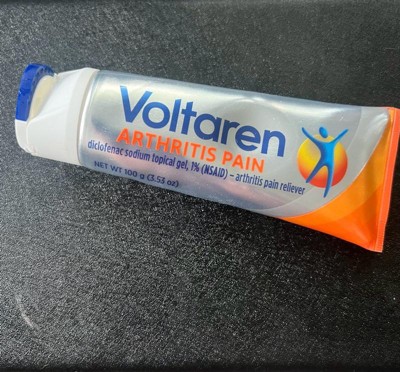 Voltaren
ARTHRITIS PAIN
diclofenac sodium topical gel, 1% (NSAID) – arthritis pain reliever
NET WT 100 g (3.53 oz)